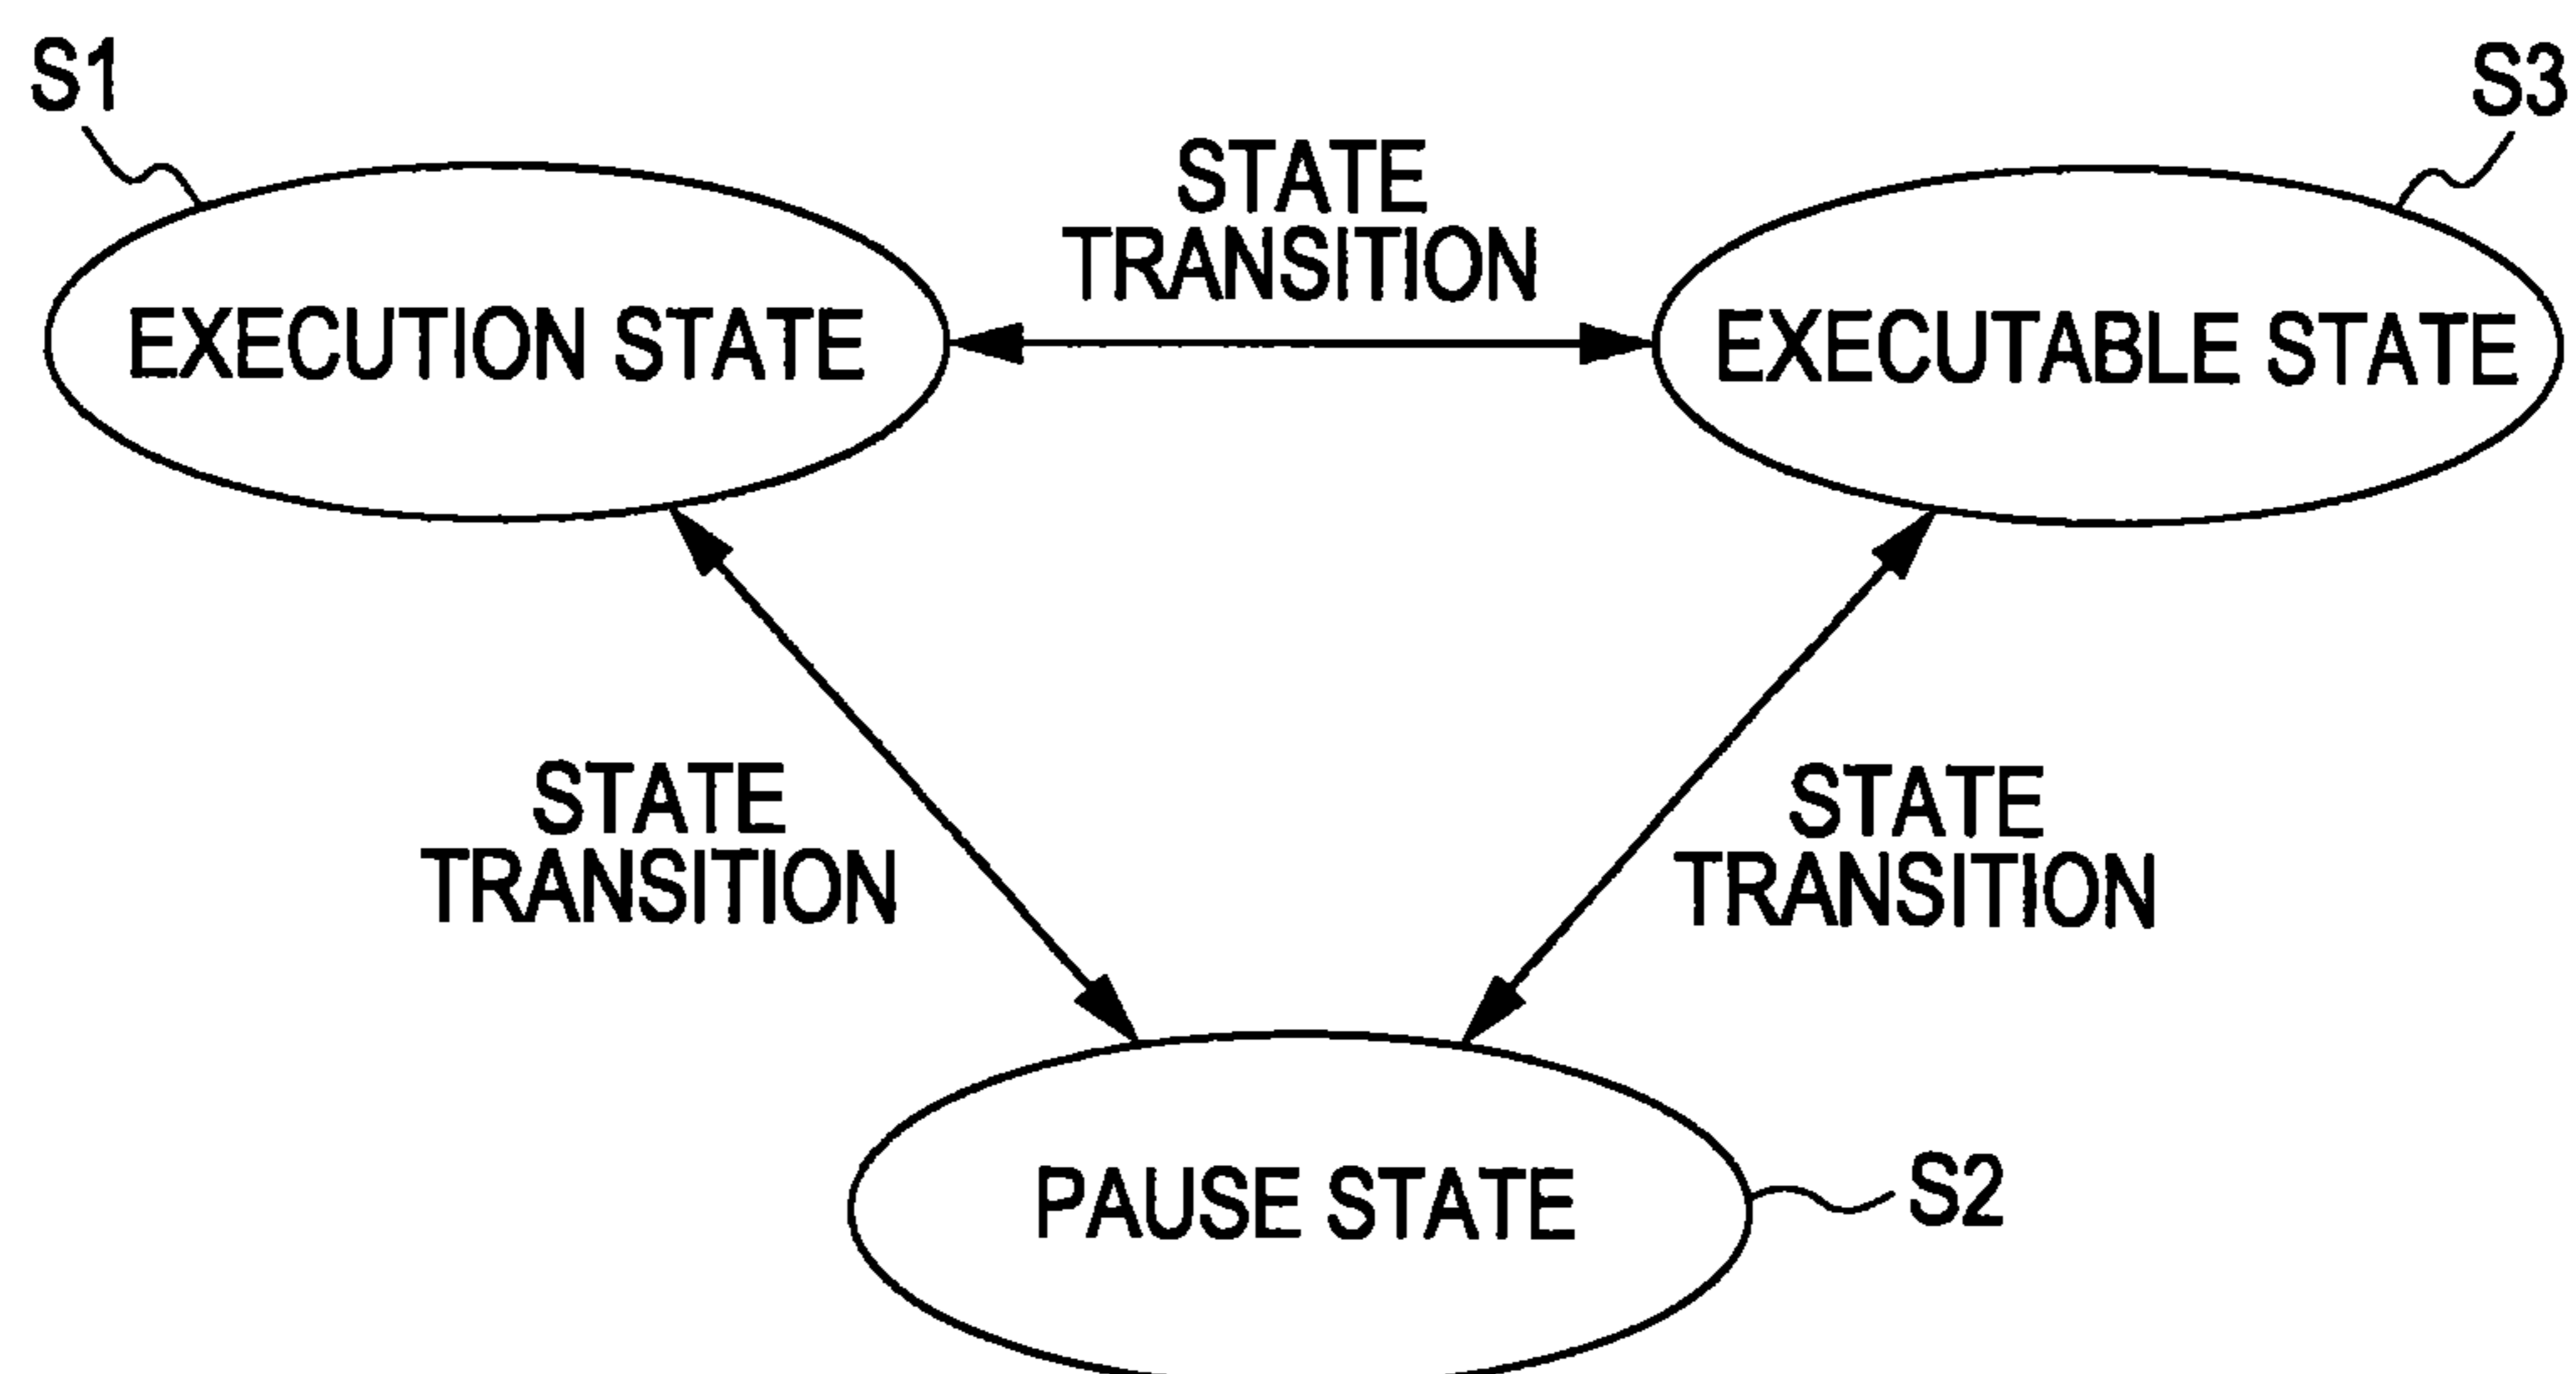 S1
S3
STATE
TRANSITION
EXECUTION STATE
EXECUTABLE STATE
STATE
TRANSITION
STATE
TRANSITION
PAUSE STATE
S2